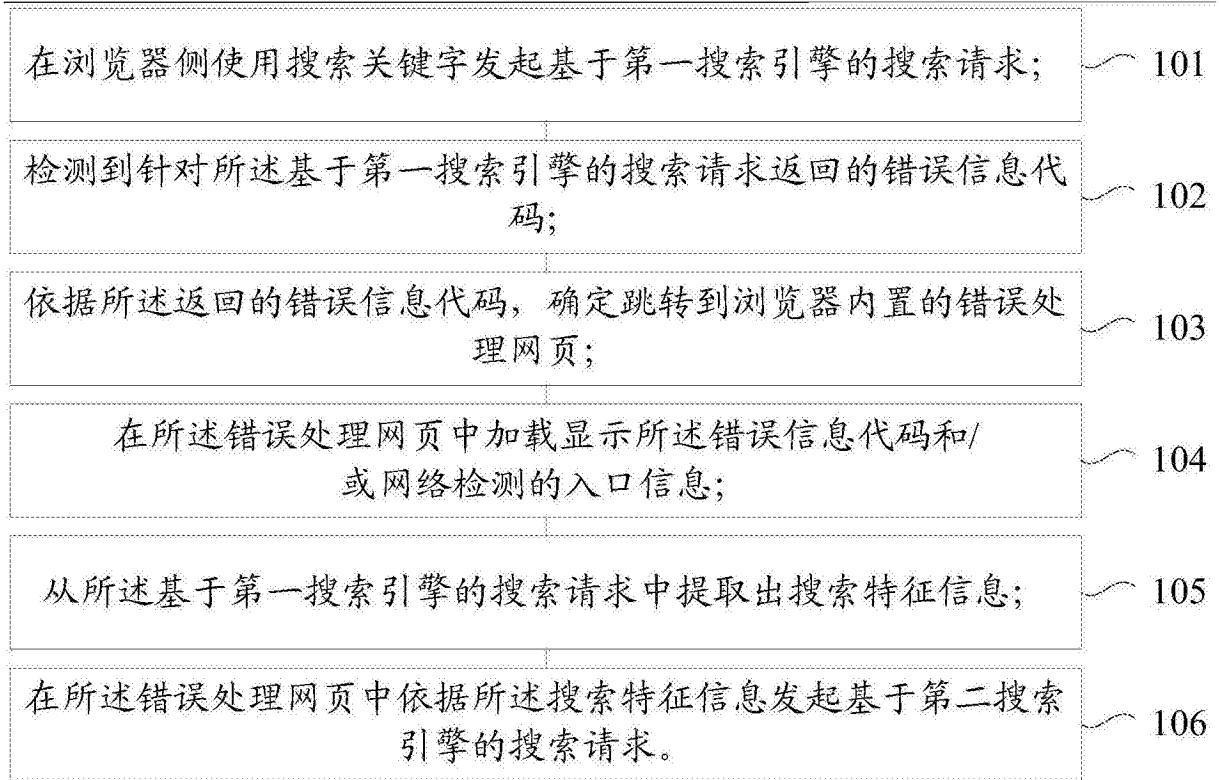 在浏览器侧使用搜索关键字发起基于第一搜索引擎的搜索请求；
101
检测到针对所述基于第一搜索引擎的搜索请求返回的错误信息代
码；
102
依据所述返回的错误信息代码，确定跳转到浏览器内置的错误处
理网页；
103
在所述错误处理网页中加载显示所述错误信息代码和/
或网络检测的入口信息；
104
从所述基于第一搜索引擎的搜索请求中提取出搜索特征信息；
105
在所述错误处理网页中依据所述搜索特征信息发起基于第二搜索
引擎的搜索请求。
106